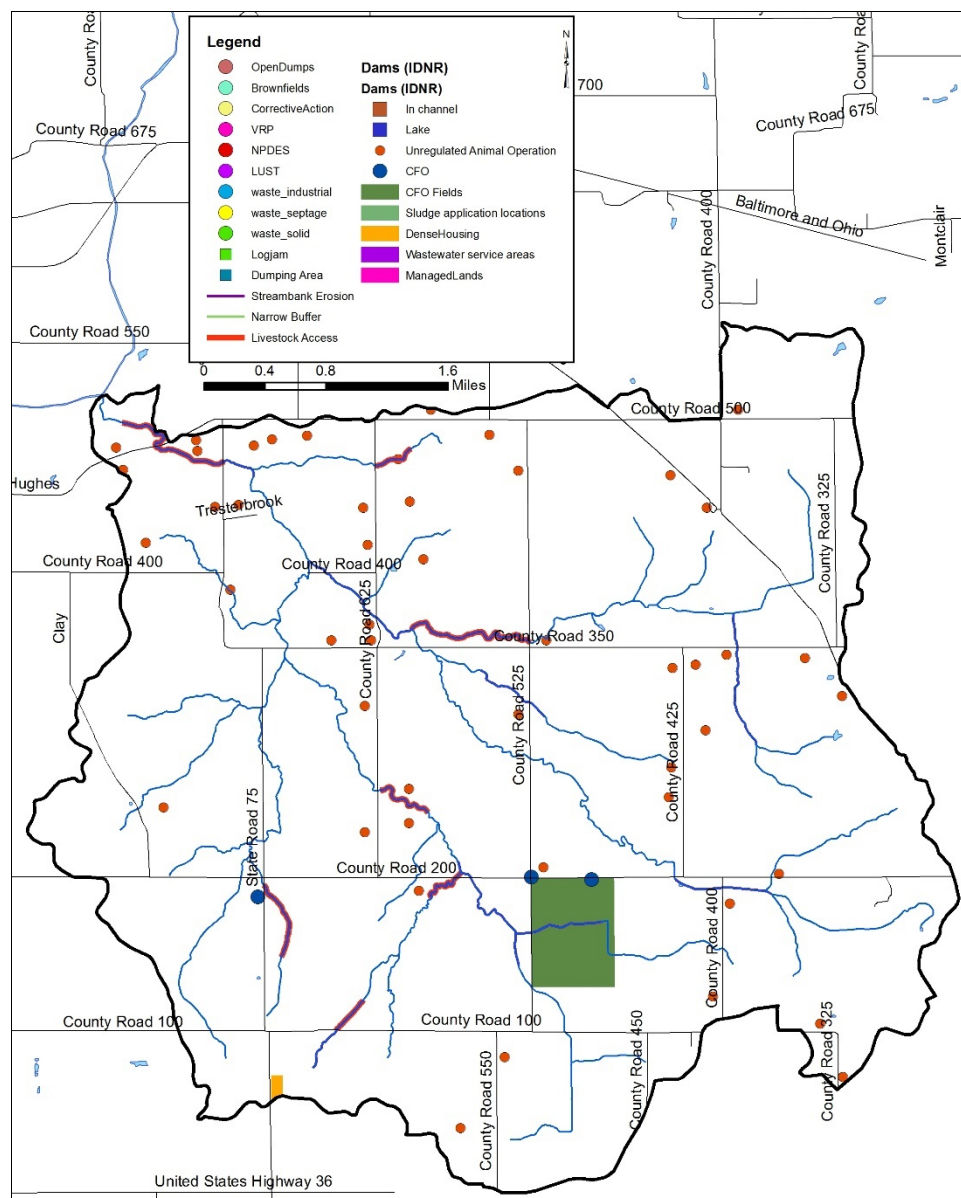 County Ro
County Roa
Legend
N
OpenDumps
Brownfields
CorrectiveAction
VRP
NPDES
LUST
waste_industrial
waste_septage
waste_solid
Logjam
Dumping Area
Streambank Erosion
Narrow Buffer
Livestock Access
Dams (IDNR)
Dams (IDNR)
In channel
Lake
Unregulated Animal Operation
CFO
CFO Fields
Sludge application locations
DenseHousing
Wastewater service areas
ManagedLands
700
County Road 675
County Road 675
County Road 400
Baltimore and Ohio
Montclair
County Road 550
0 0.4 0.8 1.6
Miles
County Road 500
Hughes
Tresterbrook
County Road 325
County Road 400
County Road 400
Clay
County Road 625
County Road 350
County Road 525
County Road 425
State Road 75
County Road 200
County Road 400
County Road 100
County Road 100
County Road 450
County Road 325
County Road 550
United States Highway 36